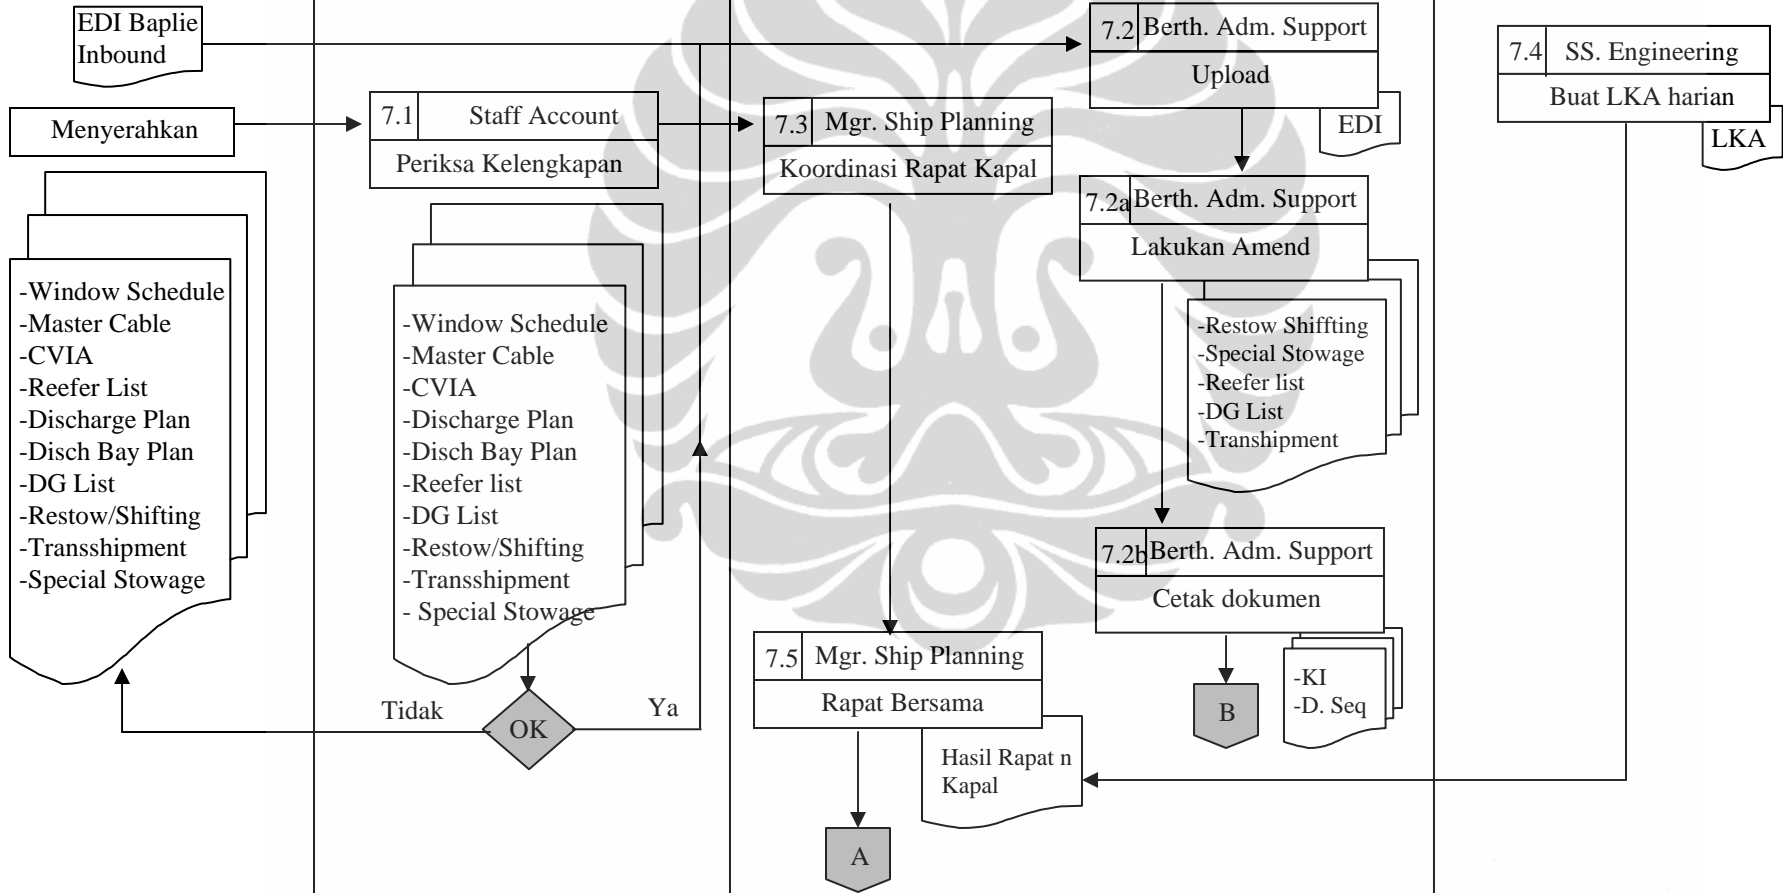 EDI Baplie
Inbound
Menyerahkan
-Window Schedule
-Master Cable
-CVIA
-Reefer List
-Discharge Plan
-Disch Bay Plan
-DG List
-Restow/Shifting
-Transshipment
-Special Stowage
7.1 Staff Account
Periksa Kelengkapan
-Window Schedule
-Master Cable
-CVIA
-Discharge Plan
-Disch Bay Plan
-Reefer list
-DG List
-Restow/Shifting
-Transshipment
- Special Stowage
Tidak
OK
Ya
7.3 Mgr. Ship Planning
Koordinasi Rapat Kapal
7.5 Mgr. Ship Planning
Rapat Bersama
Hasil Rapat n
Kapal
A
7.2 Berth. Adm. Support
Upload
EDI
7.2a Berth. Adm. Support
Lakukan Amend
-Restow Shiffting
-Special Stowage
-Reefer list
-DG List
-Transhipment
7.2b Berth. Adm. Support
Cetak dokumen
-KI
-D. Seq
B
7.4 SS. Engineering
Buat LKA harian
LKA